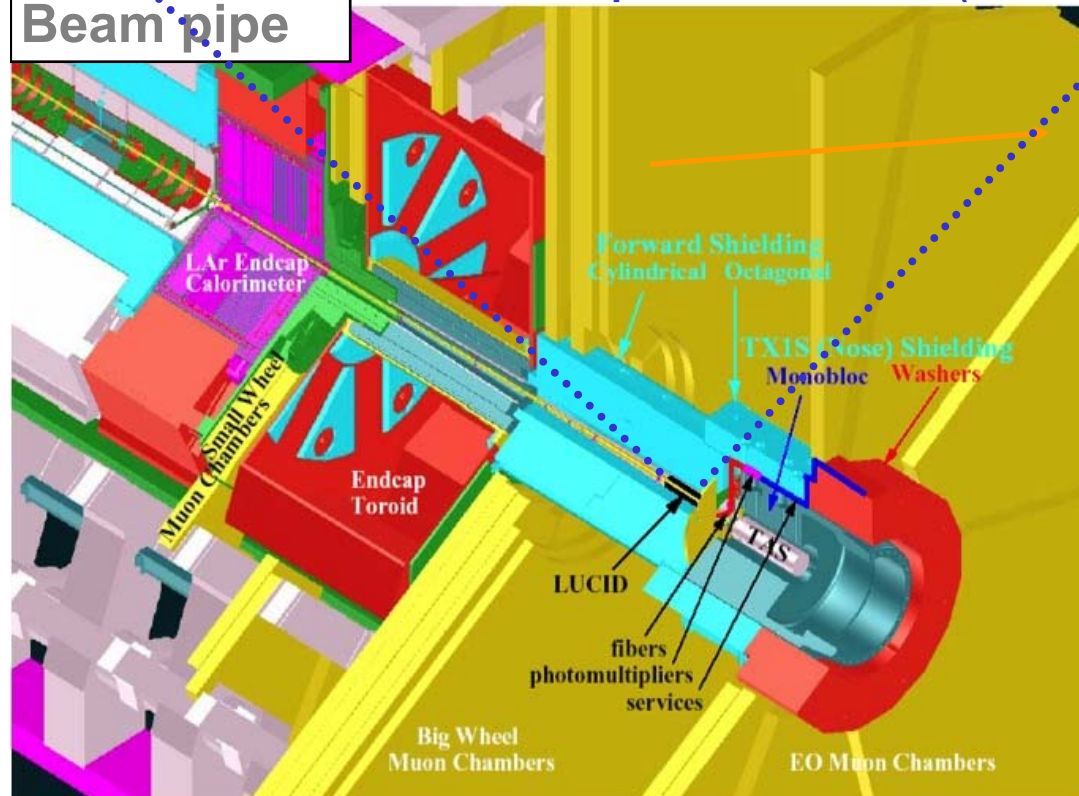 Beam pipe
LAr Endcap
Calorimeter
Forward Shielding
Cylindrical Octagonal
TX1S (Nose) Shielding
Monobloc Washers
Small Wheel
Muon Chambers
Endcap
Toroid
TAS
LUCID
fibers
photomultipliers
services
Big Wheel
Muon Chambers
EO Muon Chambers